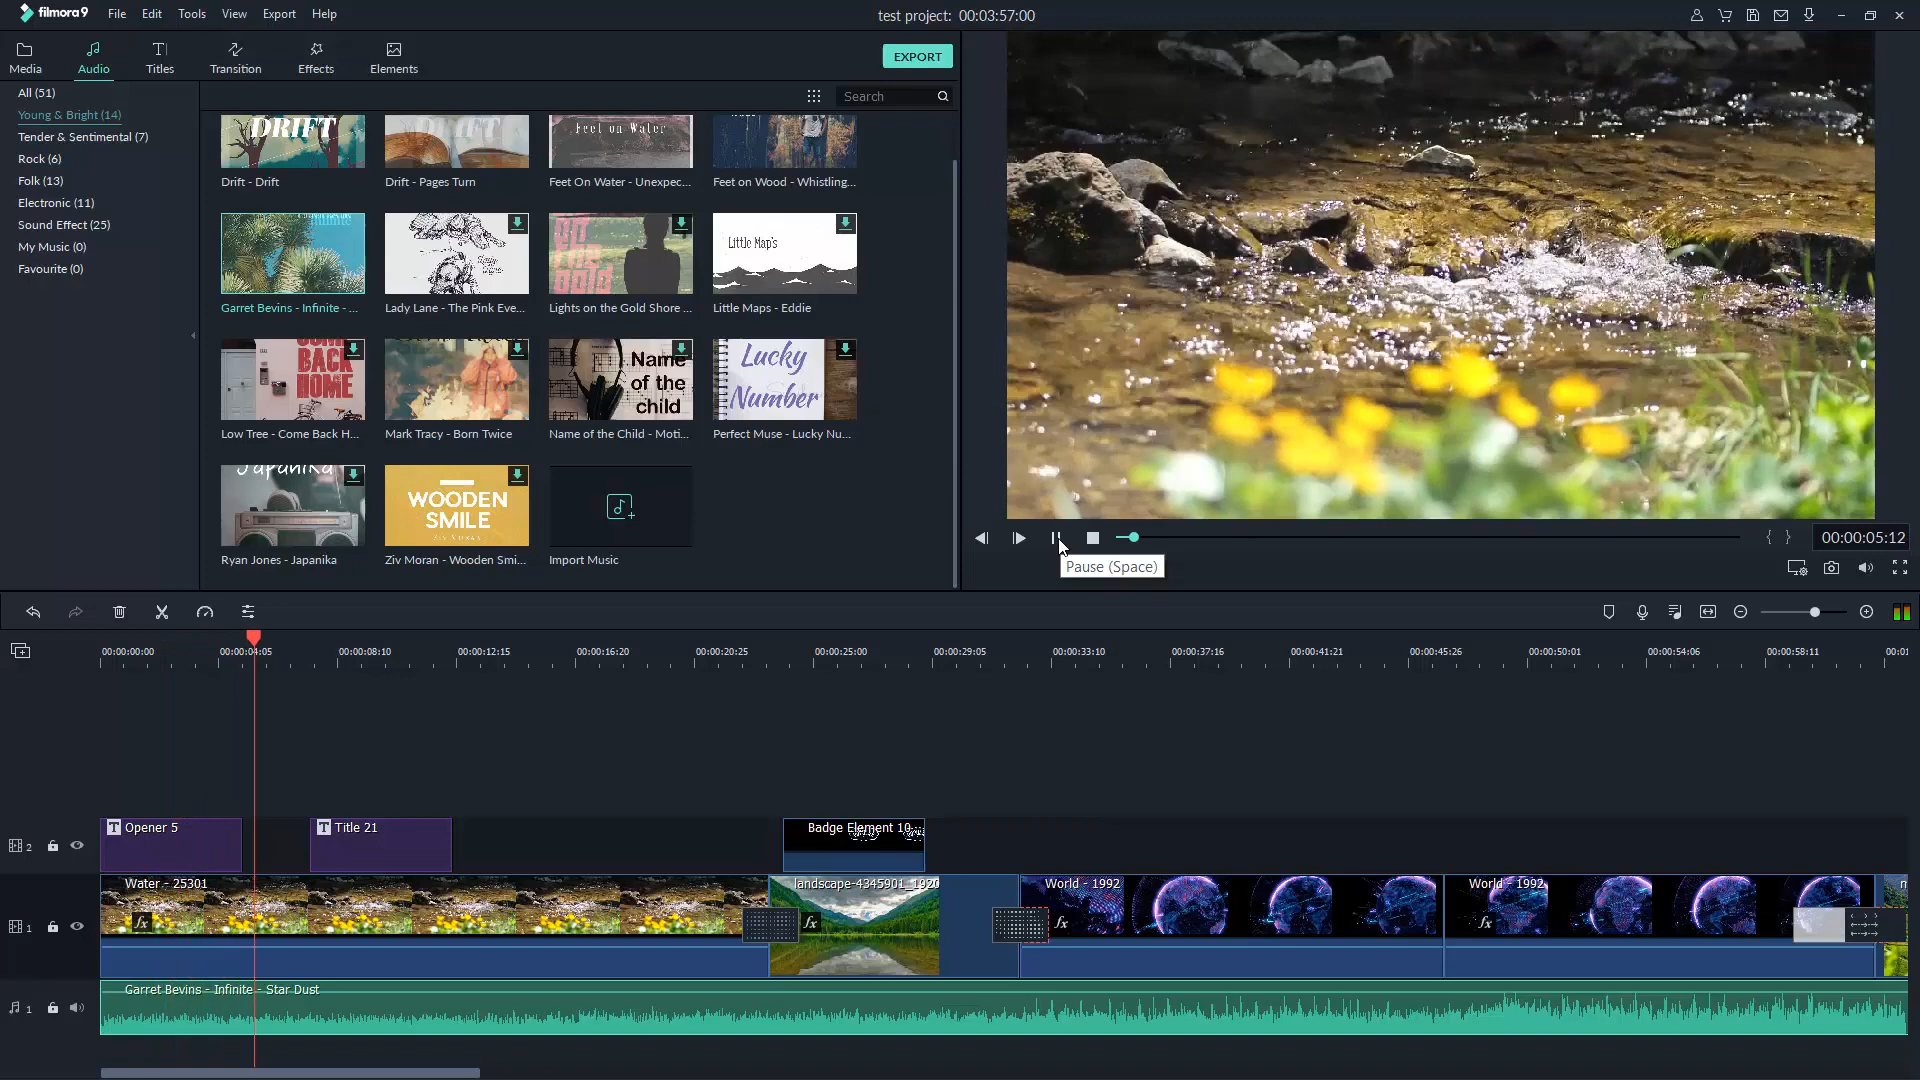 filmora9 File Edit Tools View Export Help
test project: 00:03:57:00
Media Audio Titles Transition Effects Elements
EXPORT
All (51)
Young & Bright (14)
Tender & Sentimental (7)
Rock (6)
Folk (13)
Electronic (11)
Sound Effect (25)
My Music (0)
Favourite (0)
Search
DRIFT
Feet on Water
Drift - Drift
Drift - Pages Turn
Feet On Water - Unexpec...
Feet on Wood - Whistling...
Little Map's
Garret Bevins - Infinite - ...
Lady Lane - The Pink Eve...
Lights on the Gold Shore ...
Little Maps - Eddie
COME
BACK
HOME
Name
of the
child
Lucky
Number
Low Tree - Come Back H...
Mark Tracy - Born Twice
Name of the Child - Moti...
Perfect Muse - Lucky Nu...
Japanika
WOODEN
SMILE
ZIV MORAN
Ryan Jones - Japanika
Ziv Moran - Wooden Smi...
Import Music
{ } 00:00:05:12
Pause (Space)
00:00:00:00 00:00:04:05 00:00:08:10 00:00:12:15 00:00:16:20 00:00:20:25 00:00:25:00 00:00:29:05 00:00:33:10 00:00:37:16 00:00:41:21 00:00:45:26 00:00:50:01 00:00:54:06 00:00:58:11 00:01
2
T Opener 5
T Title 21
Badge Element 10
1
Water - 25301
landscape-4345901_1920
World - 1992
World - 1992
fx
fx
fx
fx
1
Garret Bevins - Infinite - Star Dust